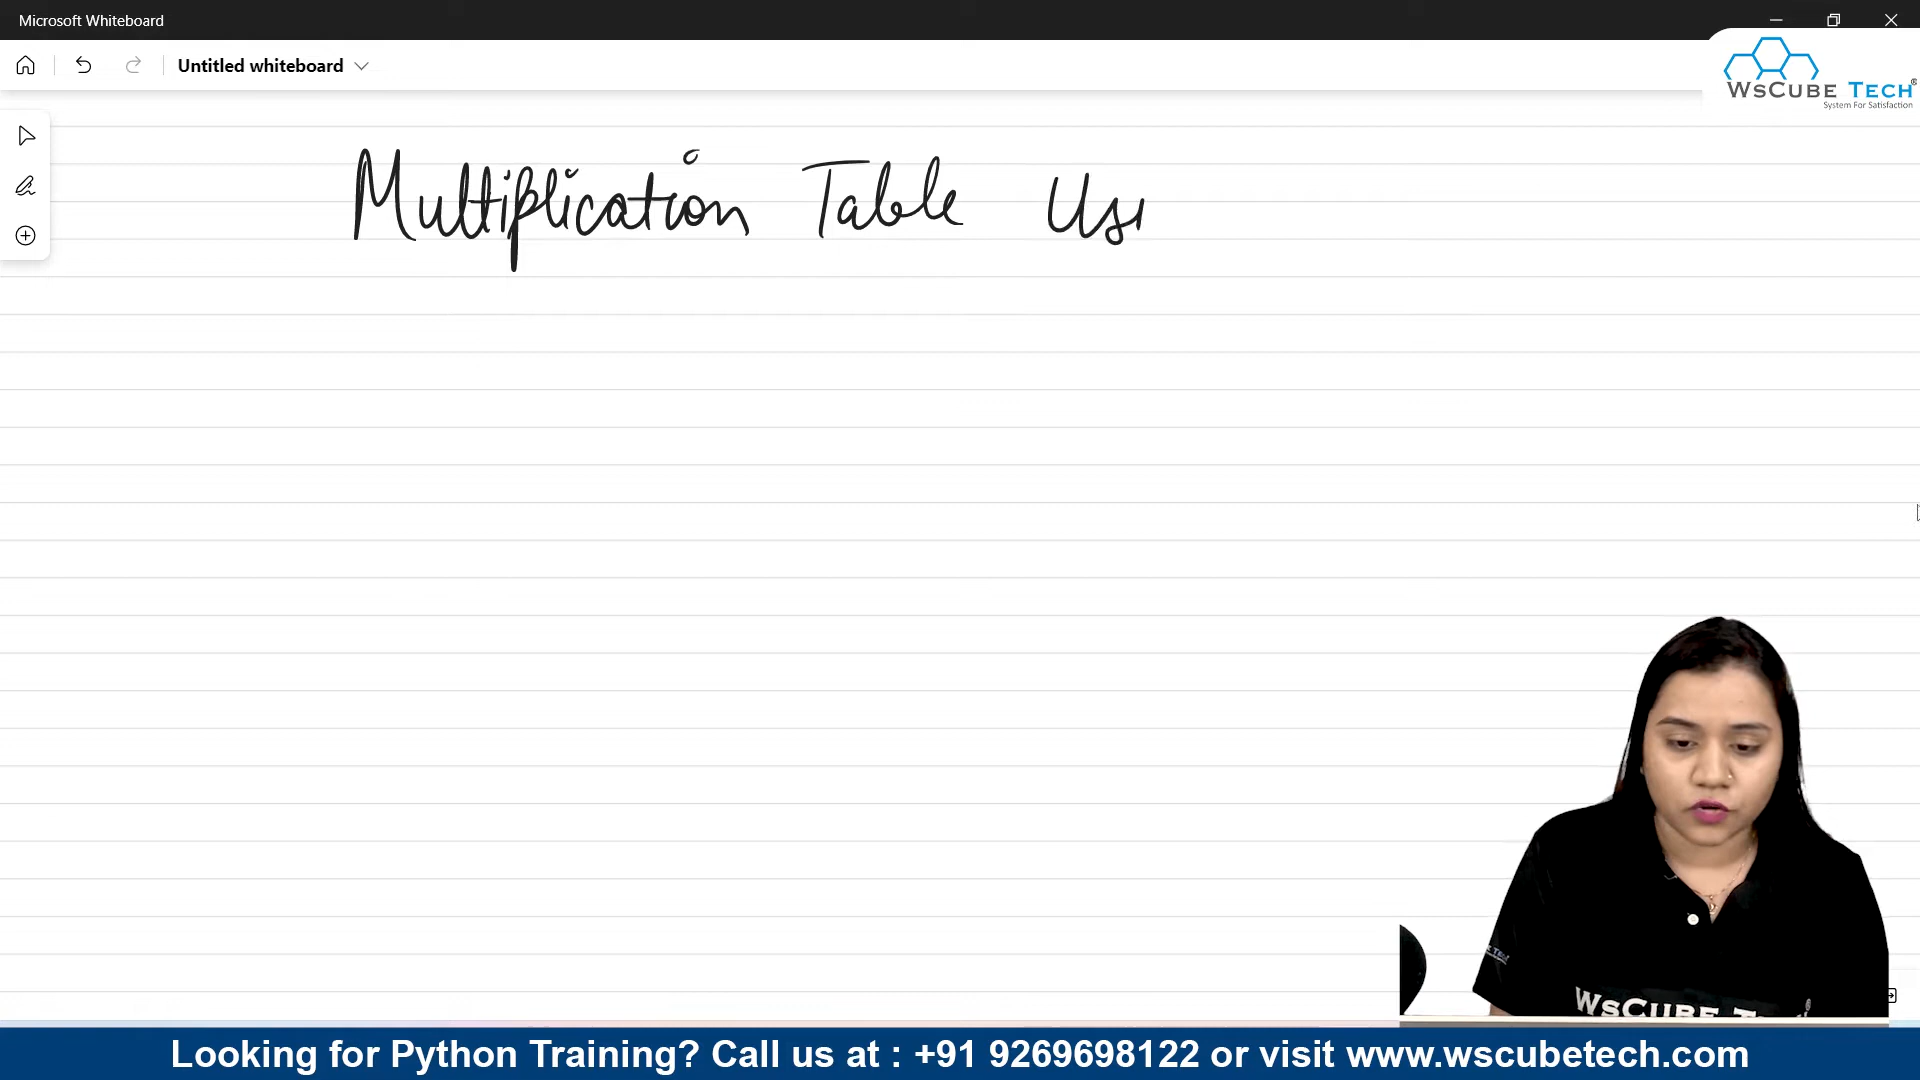 Microsoft Whiteboard
Untitled whiteboard
WsCube Tech®
System For Satisfaction
Multiplication Table Usi
WsCube Tech®
Looking for Python Training? Call us at : +91 9269698122 or visit www.wscubetech.com